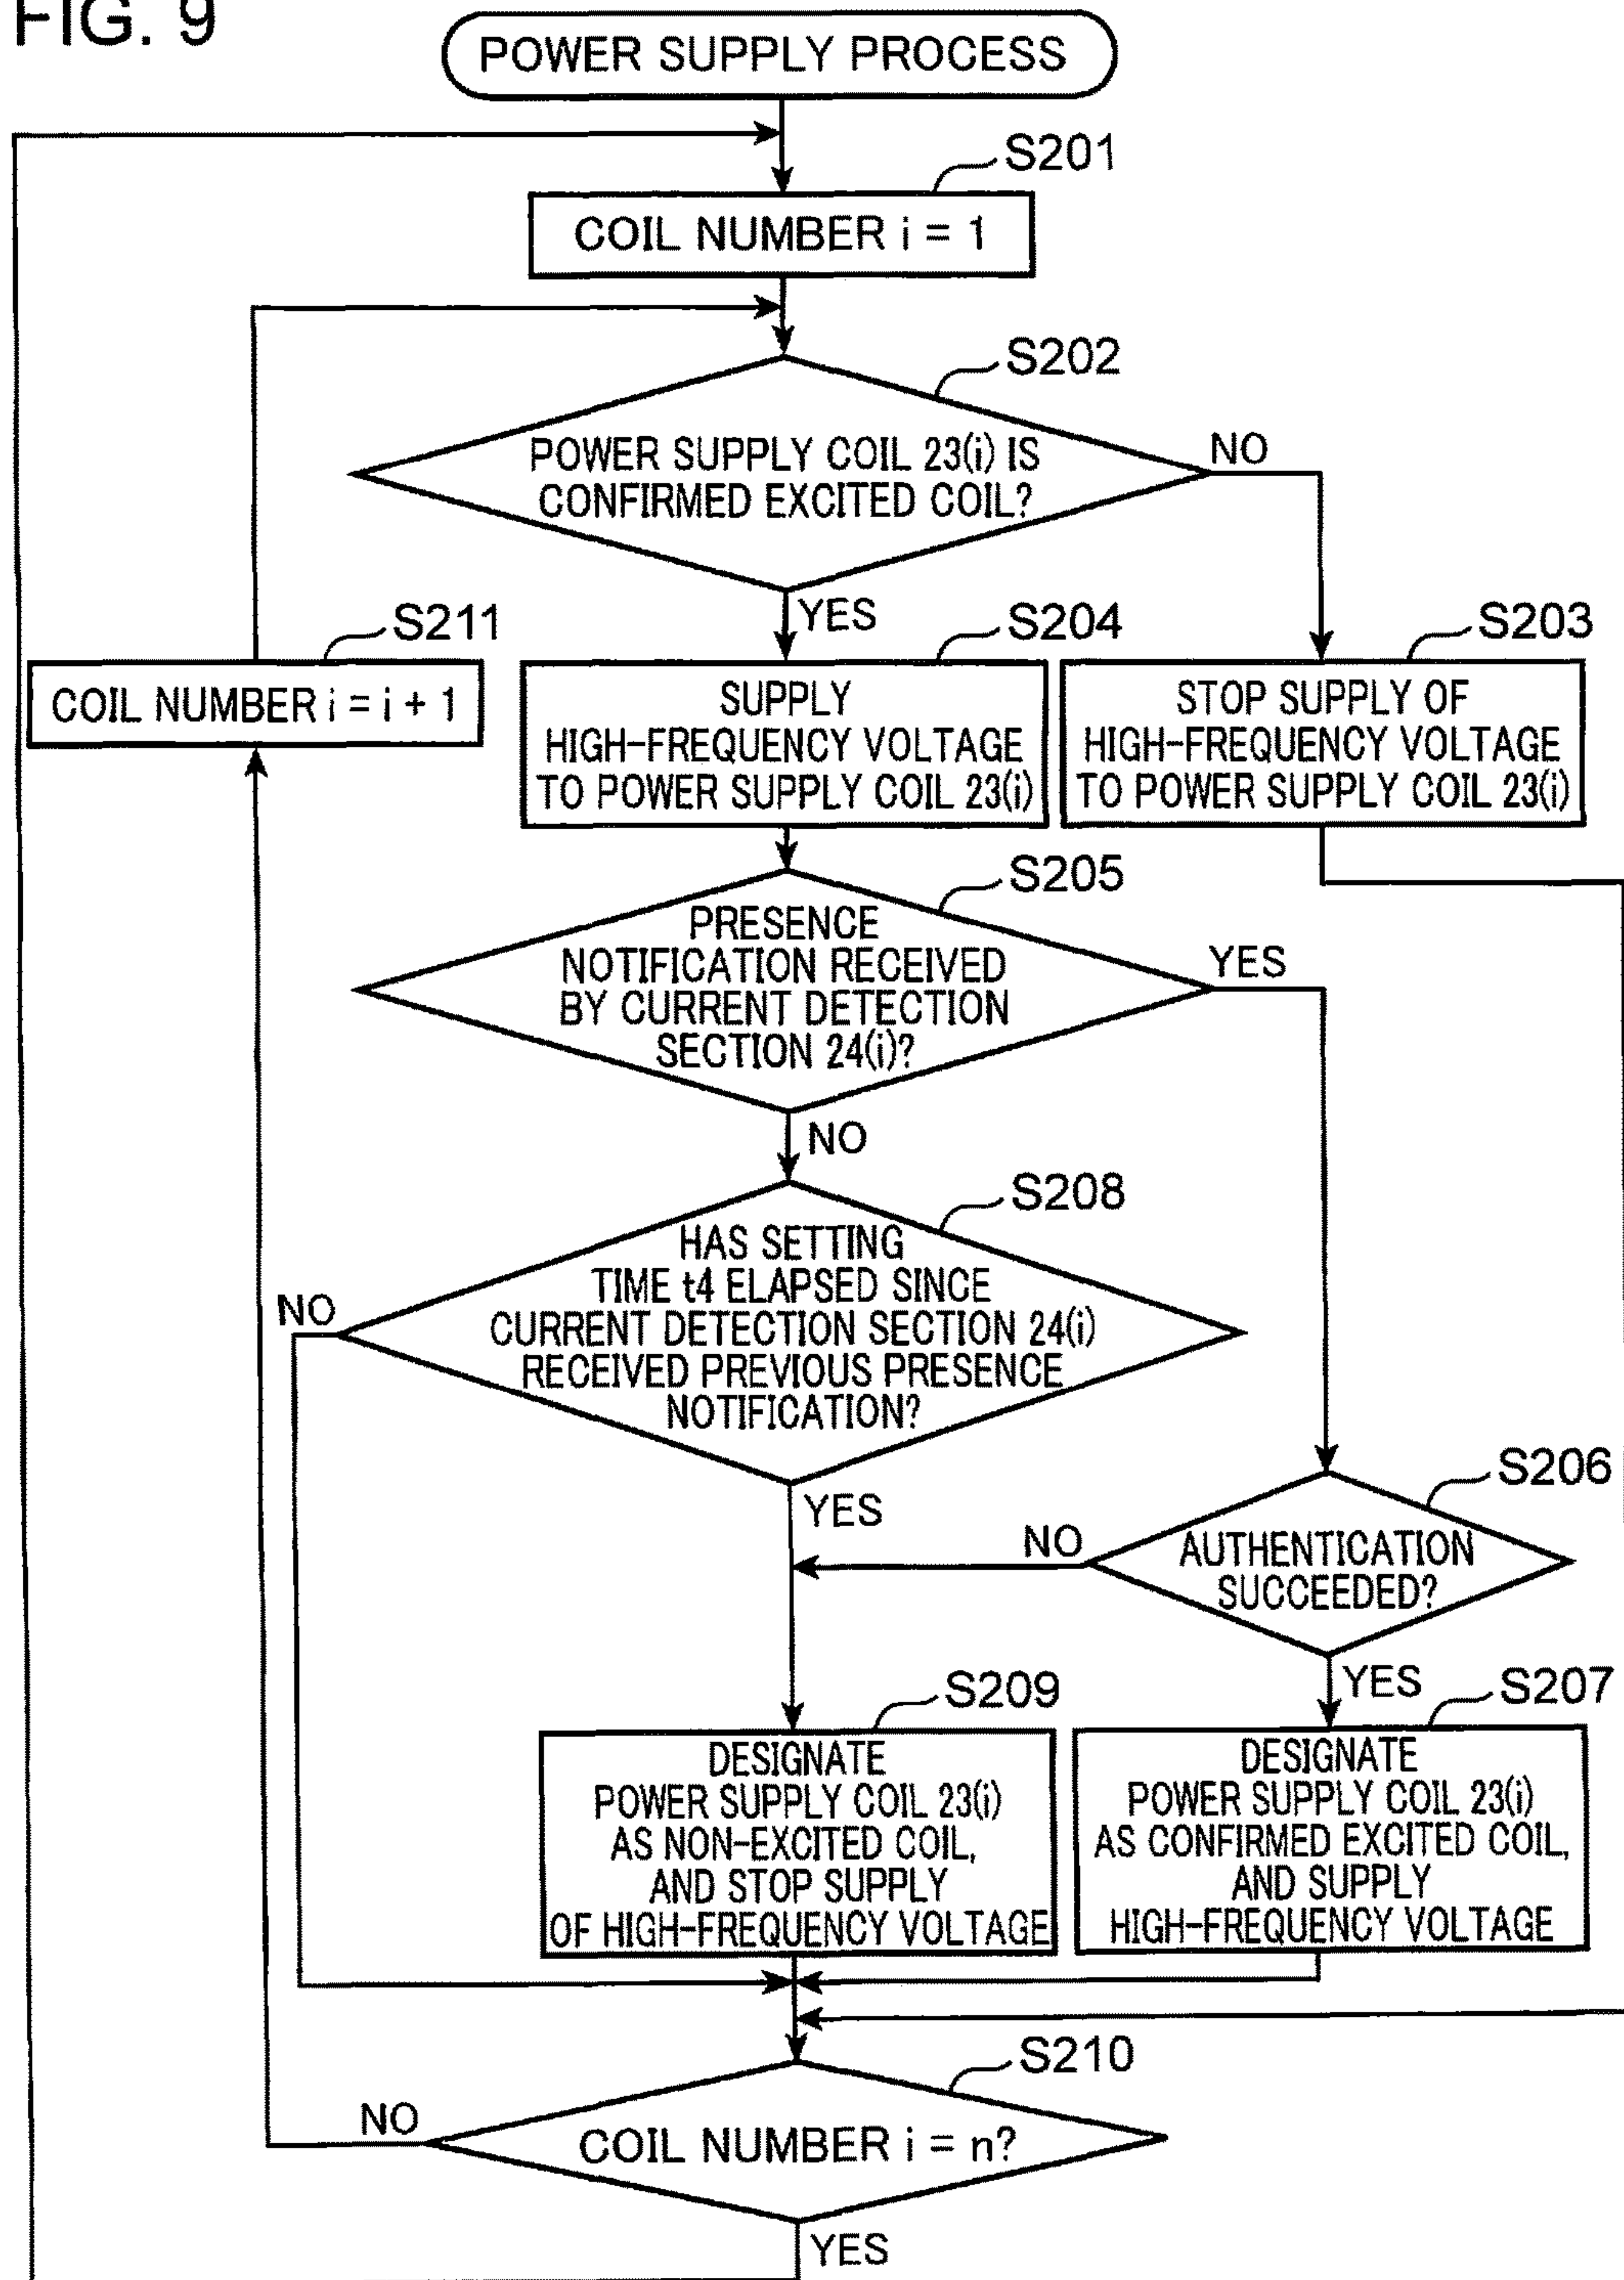 FIG. 9
POWER SUPPLY PROCESS
S201
COIL NUMBER i = 1
S202
POWER SUPPLY COIL 23(i) IS
CONFIRMED EXCITED COIL?
NO
YES
S211
COIL NUMBER i = i + 1
S204
SUPPLY
HIGH-FREQUENCY VOLTAGE
TO POWER SUPPLY COIL 23(i)
S203
STOP SUPPLY OF
HIGH-FREQUENCY VOLTAGE
TO POWER SUPPLY COIL 23(i)
S205
PRESENCE
NOTIFICATION RECEIVED
BY CURRENT DETECTION
SECTION 24(i)?
YES
NO
S208
HAS SETTING
TIME t4 ELAPSED SINCE
CURRENT DETECTION SECTION 24(i)
RECEIVED PREVIOUS PRESENCE
NOTIFICATION?
NO
YES
S206
AUTHENTICATION
SUCCEEDED?
NO
YES
S209
DESIGNATE
POWER SUPPLY COIL 23(i)
AS NON-EXCITED COIL,
AND STOP SUPPLY
OF HIGH-FREQUENCY VOLTAGE
S207
DESIGNATE
POWER SUPPLY COIL 23(i)
AS CONFIRMED EXCITED COIL,
AND SUPPLY
HIGH-FREQUENCY VOLTAGE
S210
COIL NUMBER i = n?
NO
YES